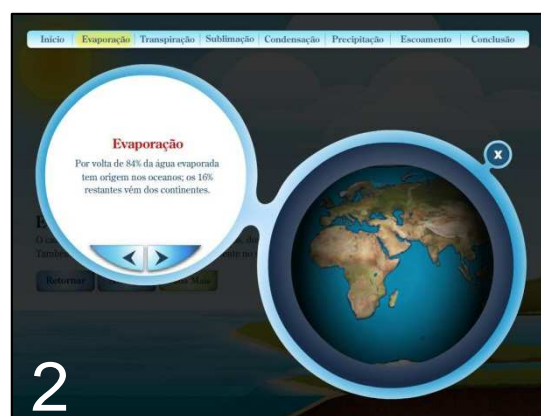 Início Evaporação Transpiração Sublimação Condensação Precipitação Escoamento Conclusão
Evaporação
Por volta de 84% da água evaporada
tem origem nos oceanos; os 16%
restantes vêm dos continentes.
X
Retornar Mais
2